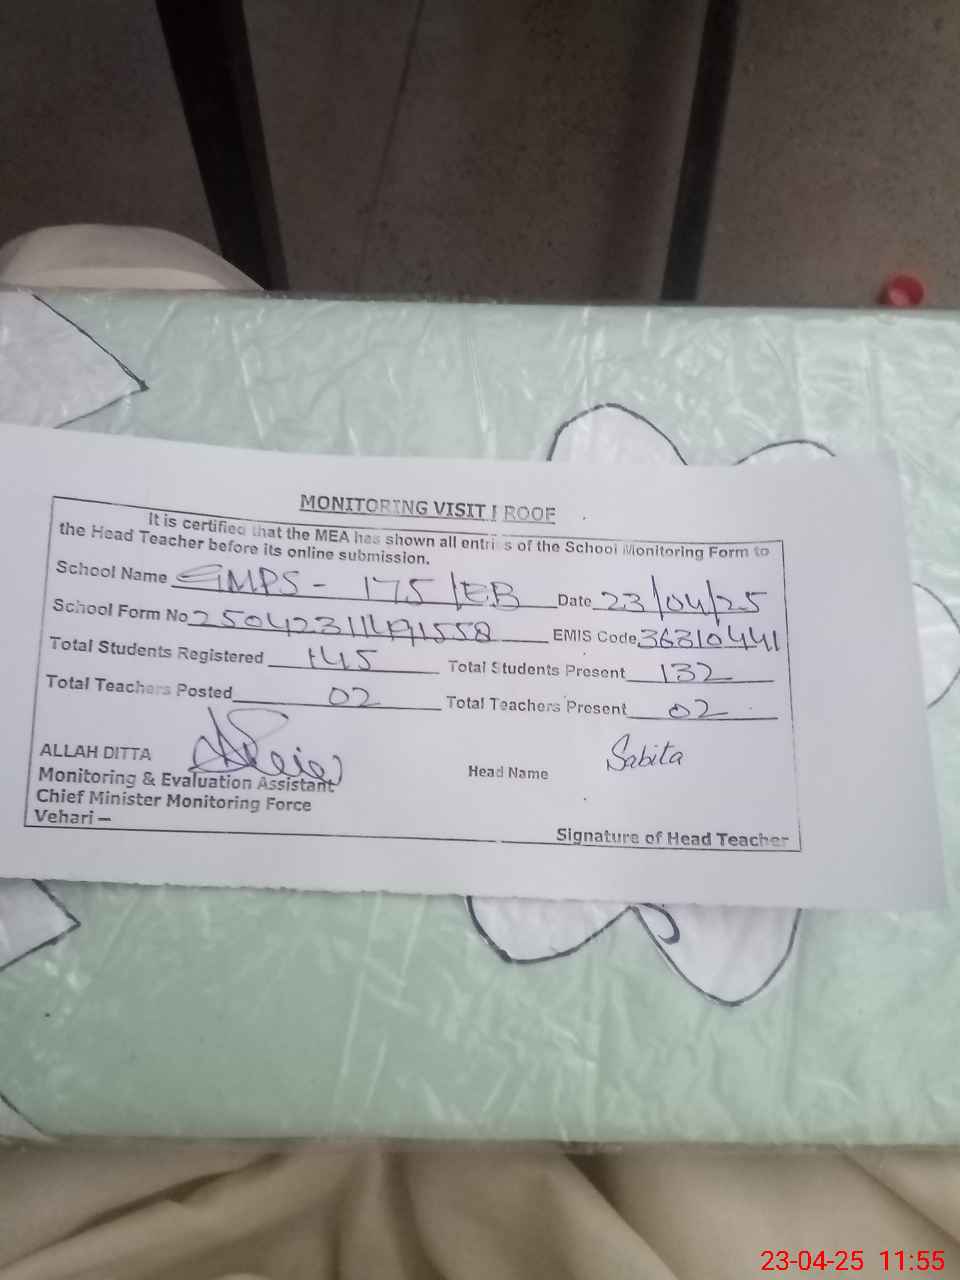 MONITORING VISIT PROOF
It is certified that the MEA has shown all entries of the School Monitoring Form to
the Head Teacher before its online submission.
School Name GMPS - 175/EB Date 23/04/25
School Form No EMIS Code 36310441
Total Students Registered 145 Total Students Present 132
Total Teachers Posted 02 Total Teachers Present 02
ALLAH DITTA
Head Name Sabita
Monitoring & Evaluation Assistant
Chief Minister Monitoring Force
Vehari –
Signature of Head Teacher
23-04-25 11:55